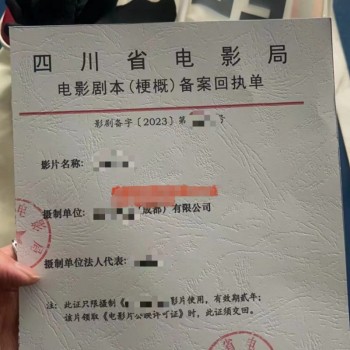 四川省电影局
电影剧本(梗概)备案回执单
影剧备字〔2023〕第 号
影片名称:
摄制单位: (成都)有限公司
摄制单位法人代表:
注: 此证只限摄制《 影片使用, 有效期贰年;
该片领取《电影片公映许可证》时, 此证须交回。